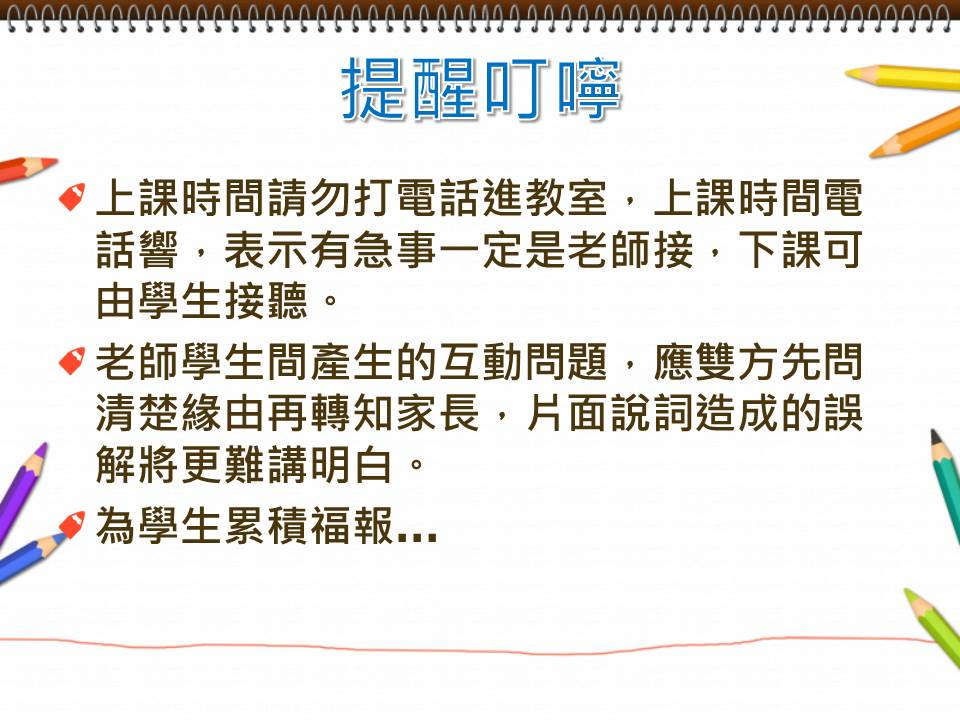 提醒叮嚀
上課時間請勿打電話進教室，上課時間電
話響，表示有急事一定是老師接，下課可
由學生接聽。
老師學生間產生的互動問題，應雙方先問
清楚緣由再轉知家長，片面說詞造成的誤
解將更難講明白。
為學生累積福報...